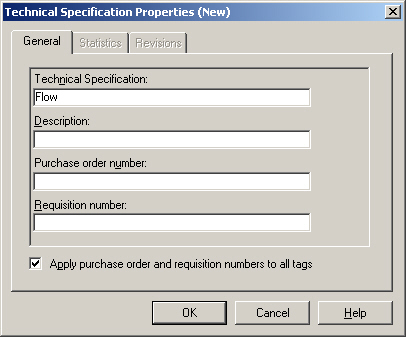 Technical Specification Properties (New)
General Statistics Revisions
Technical Specification:
Flow
Description:
Purchase order number:
Requisition number:
Apply purchase order and requisition numbers to all tags
OK Cancel Help